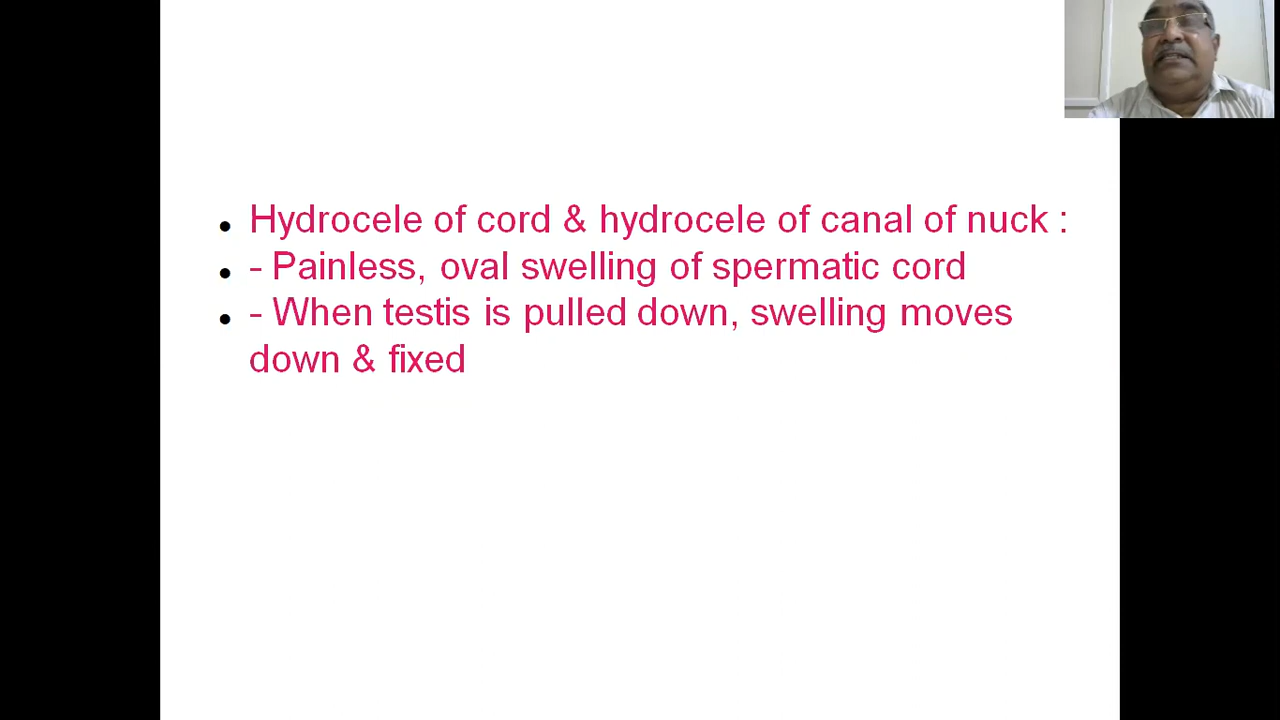 • Hydrocele of cord & hydrocele of canal of nuck :
• - Painless, oval swelling of spermatic cord
• - When testis is pulled down, swelling moves
down & fixed